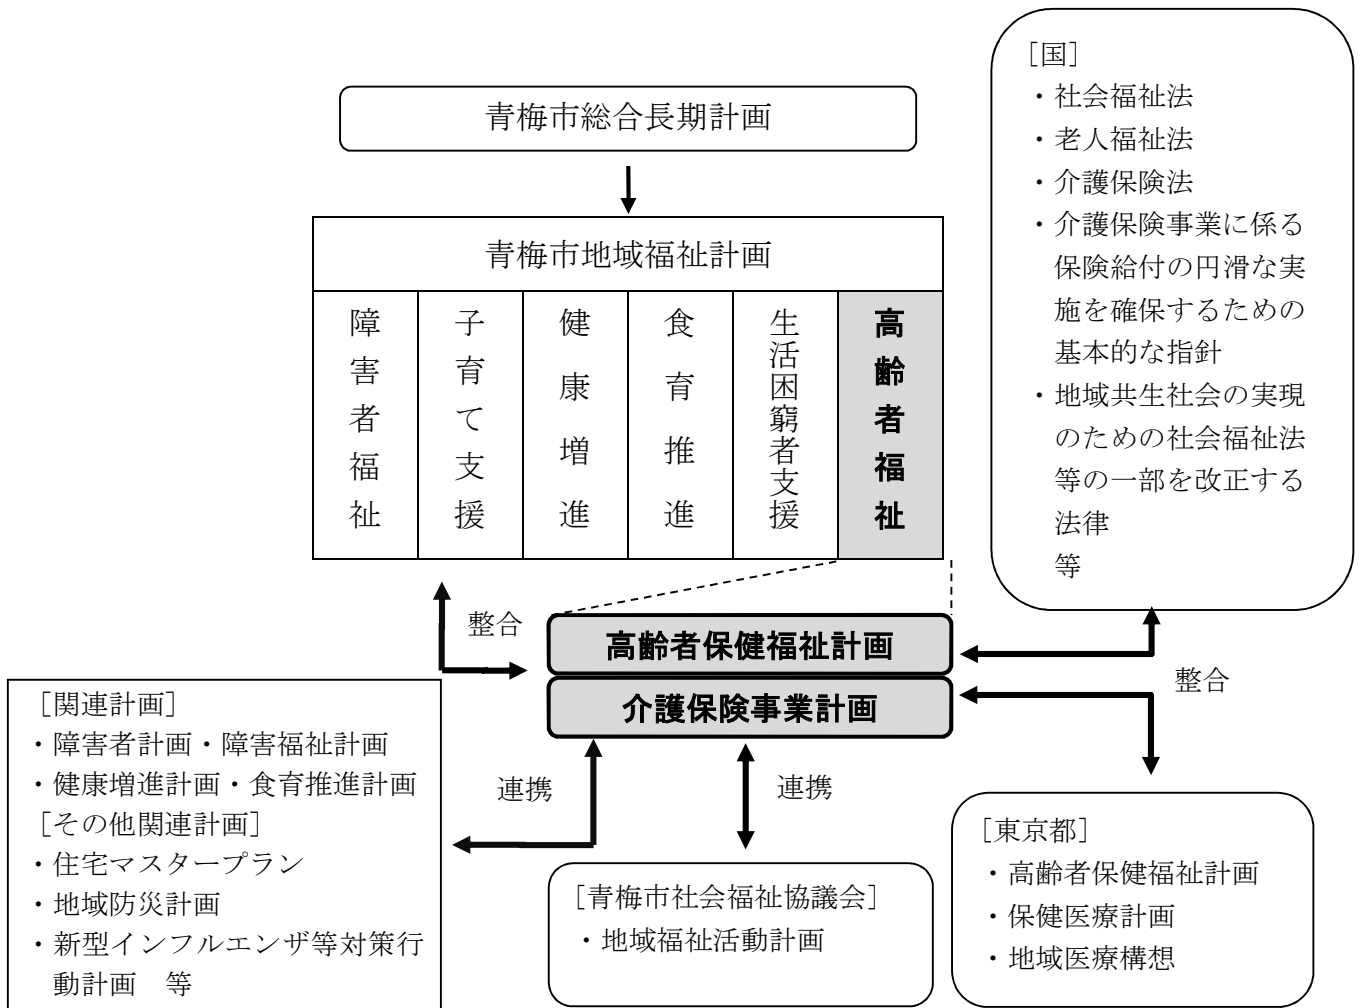 青梅市総合長期計画
青梅市地域福祉計画
障害者福祉
子育て支援
健康増進
食育推進
生活困窮者支援
高齢者福祉
［国］
・社会福祉法
・老人福祉法
・介護保険法
・介護保険事業に係る
保険給付の円滑な実
施を確保するための
基本的な指針
・地域共生社会の実現
のための社会福祉法
等の一部を改正する
法律
等
整合
高齢者保健福祉計画
介護保険事業計画
整合
［関連計画］
・障害者計画・障害福祉計画
・健康増進計画・食育推進計画
［その他関連計画］
・住宅マスタープラン
・地域防災計画
・新型インフルエンザ等対策行
動計画　等
連携
連携
［青梅市社会福祉協議会］
・地域福祉活動計画
［東京都］
・高齢者保健福祉計画
・保健医療計画
・地域医療構想